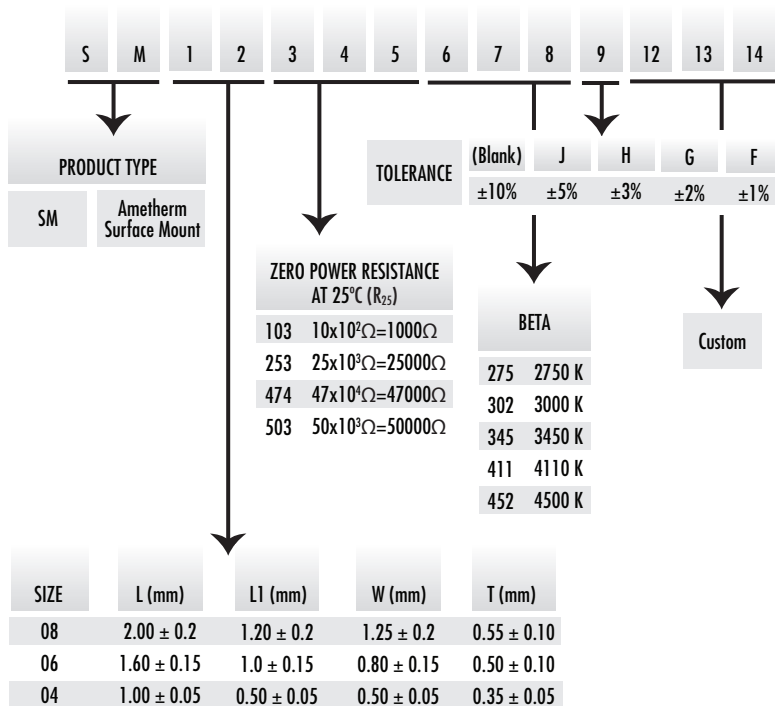 S M 1 2 3 4 5 6 7 8 9 12 13 14
PRODUCT TYPE
SM Ametherm Surface Mount
TOLERANCE (Blank) J H G F
±10% ±5% ±3% ±2% ±1%
ZERO POWER RESISTANCE
AT 25ºC (R₂₅)
103 10x10²Ω=1000Ω
253 25x10³Ω=25000Ω
474 47x10⁴Ω=47000Ω
503 50x10³Ω=50000Ω
BETA
275 2750 K
302 3000 K
345 3450 K
411 4110 K
452 4500 K
Custom
SIZE L (mm) L1 (mm) W (mm) T (mm)
08 2.00 ± 0.2 1.20 ± 0.2 1.25 ± 0.2 0.55 ± 0.10
06 1.60 ± 0.15 1.0 ± 0.15 0.80 ± 0.15 0.50 ± 0.10
04 1.00 ± 0.05 0.50 ± 0.05 0.50 ± 0.05 0.35 ± 0.05